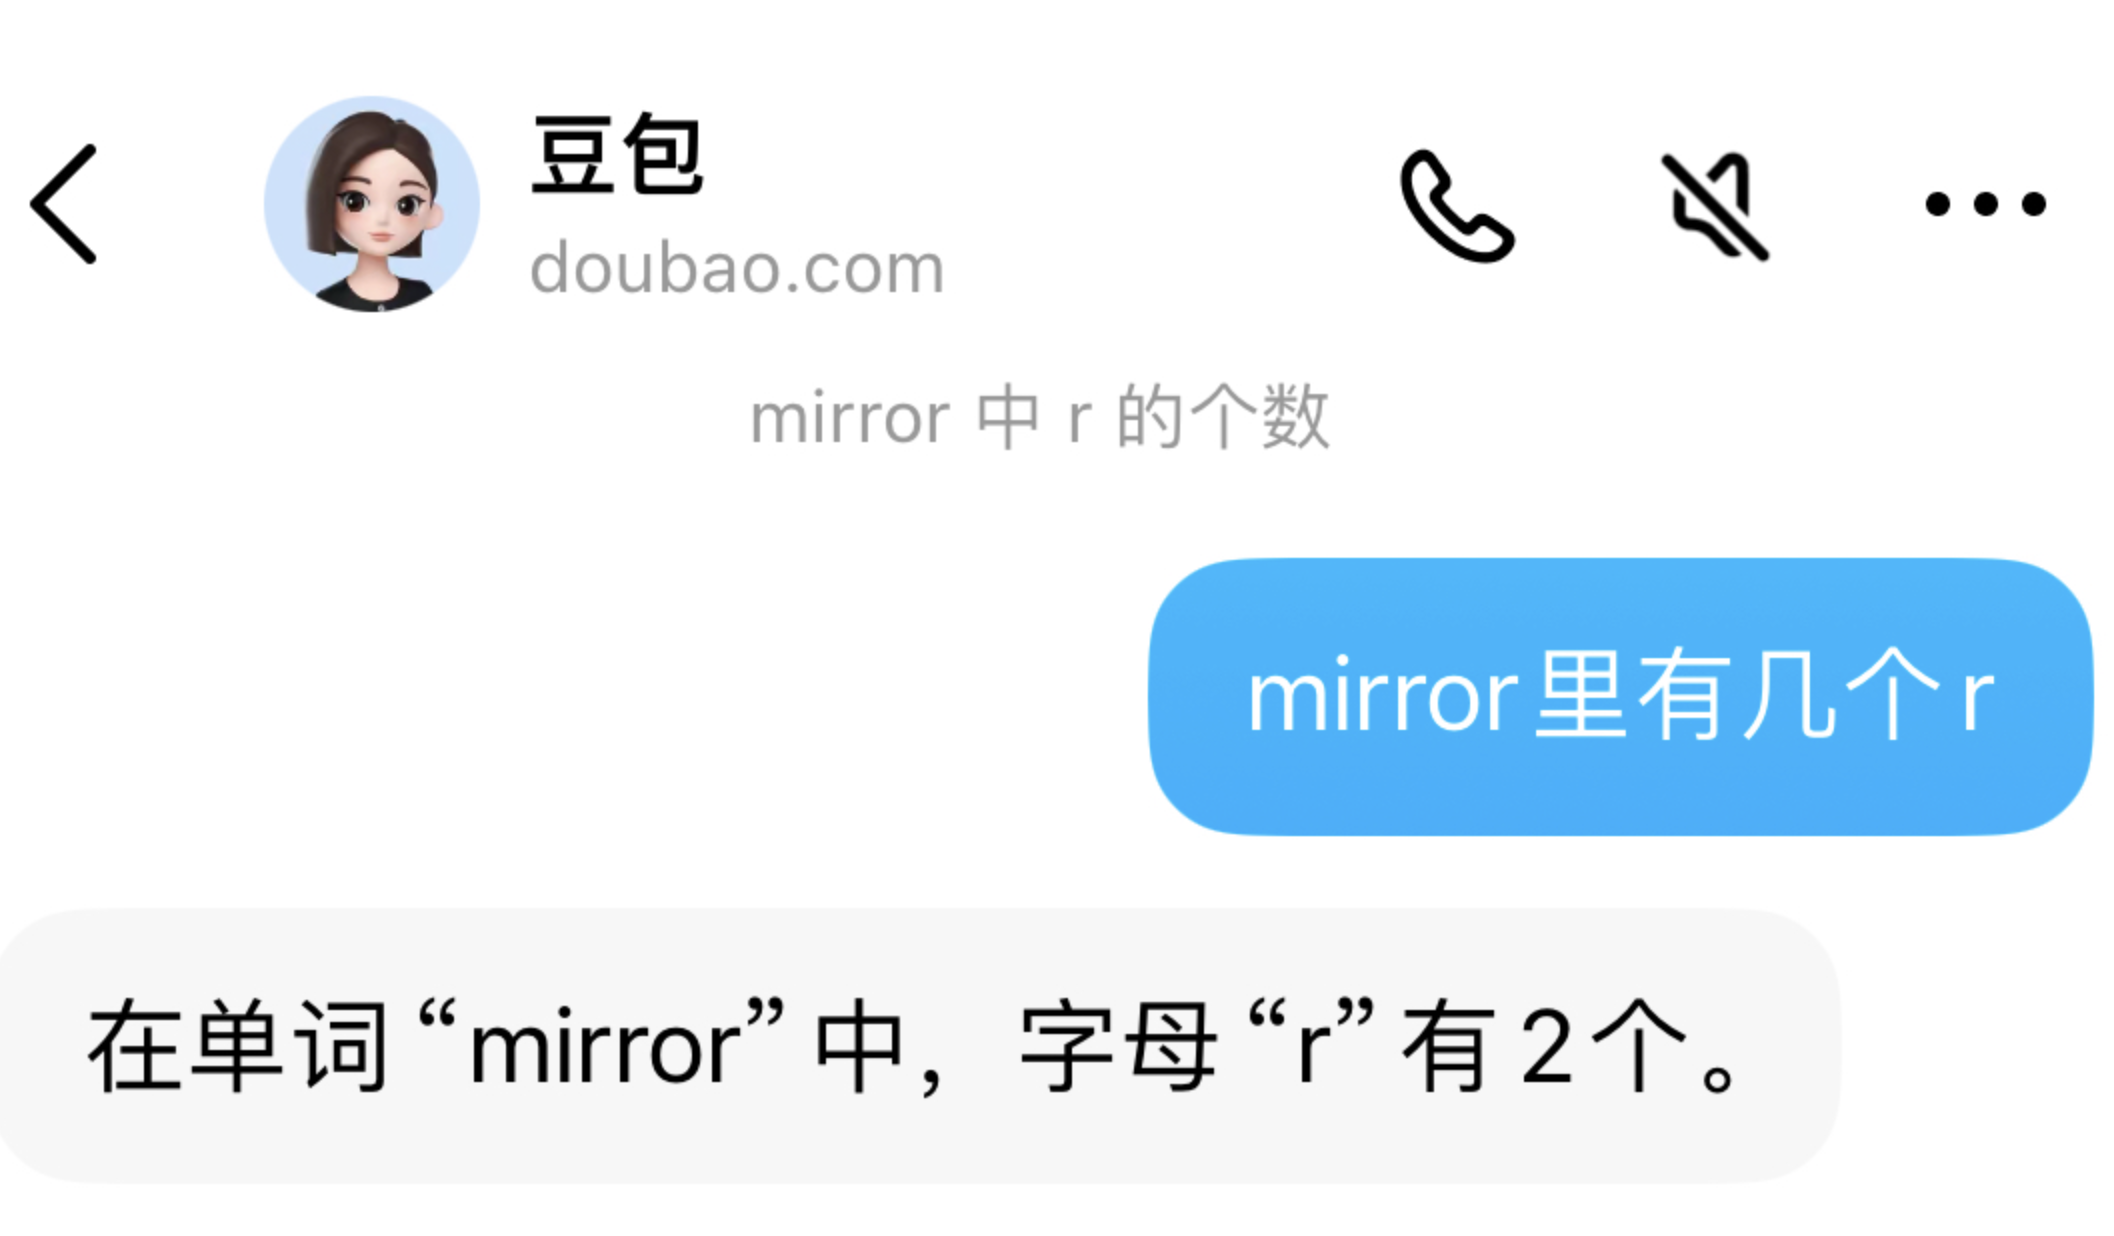 豆包
doubao.com
mirror 中 r 的个数
mirror里有几个r
在单词“mirror”中，字母“r”有2个。